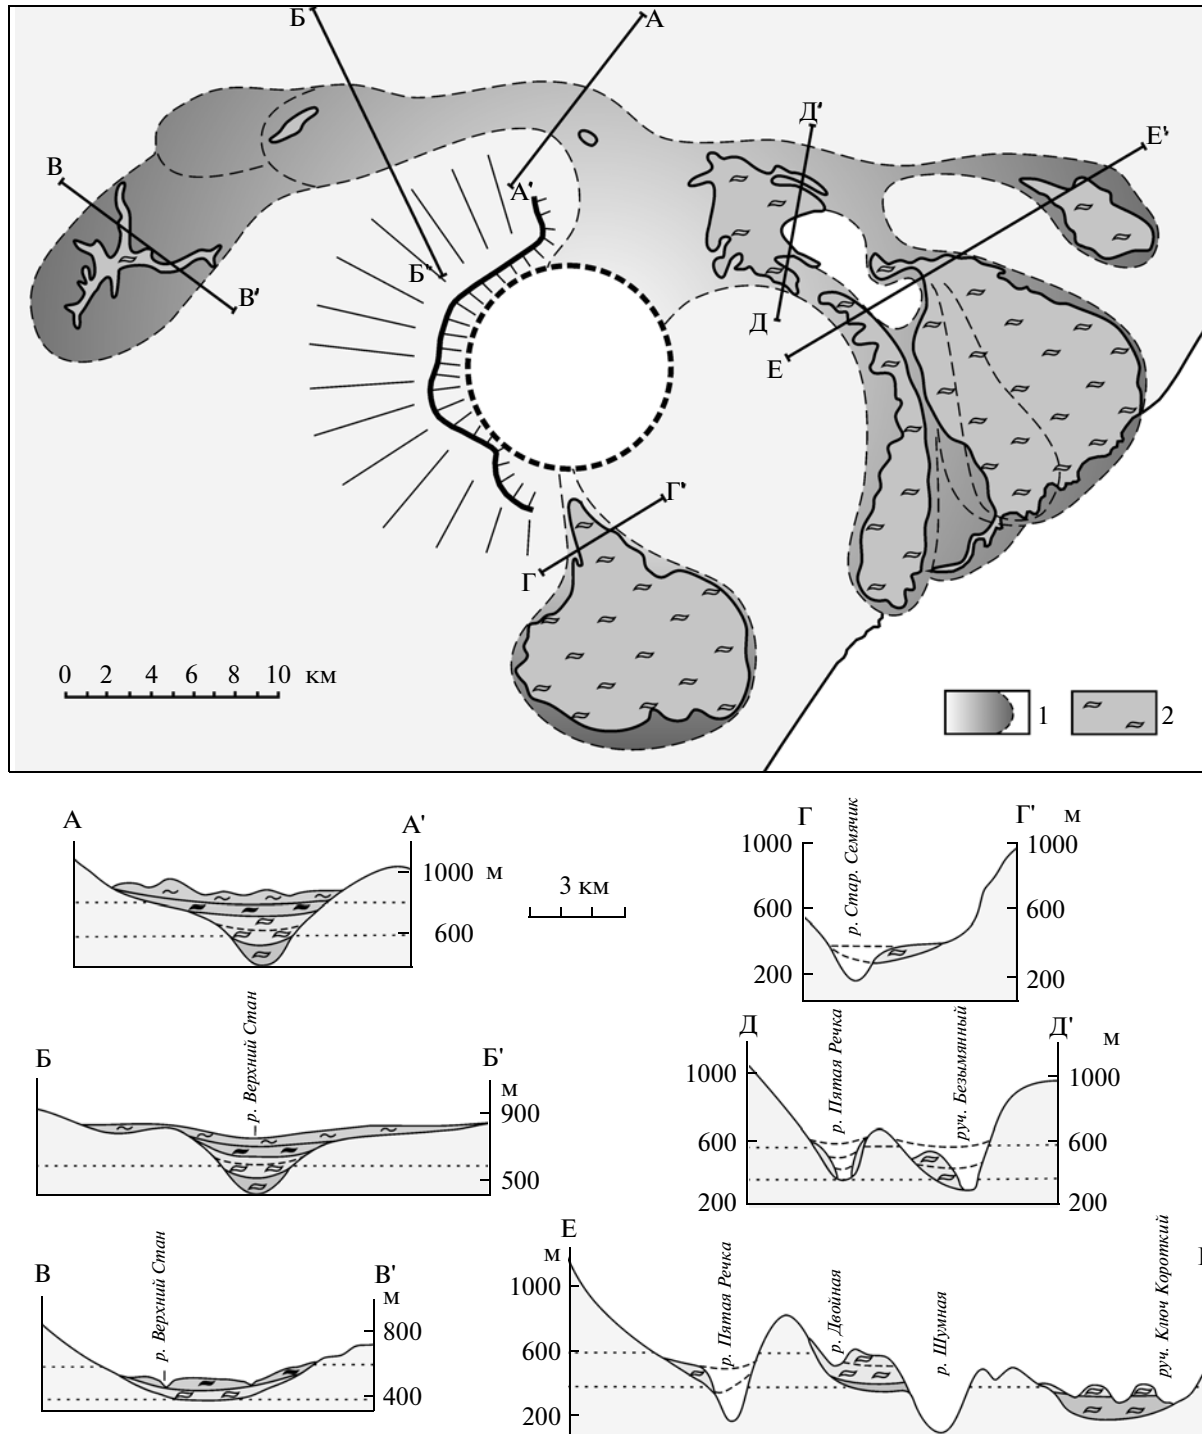 Б
А
Д'
Е'
В
А'
Б''
В'
Д
Е
Г'
Г
0 2 4 6 8 10 км
1
2
А
А'
1000 м
600
3 км
Г
р. Стар. Семячик
Г' м
1000
600
200
1000
600
200
Б
р. Верхний Стан
Б'
м
900
500
Д
р. Пятая Речка
руч. Безымянный
Д'
м
1000
600
200
1000
600
200
В
р. Верхний Стан
В'
м
800
400
Е
м
1000
600
200
р. Пятая Речка
р. Двойная
р. Шумная
руч. Ключ Короткий